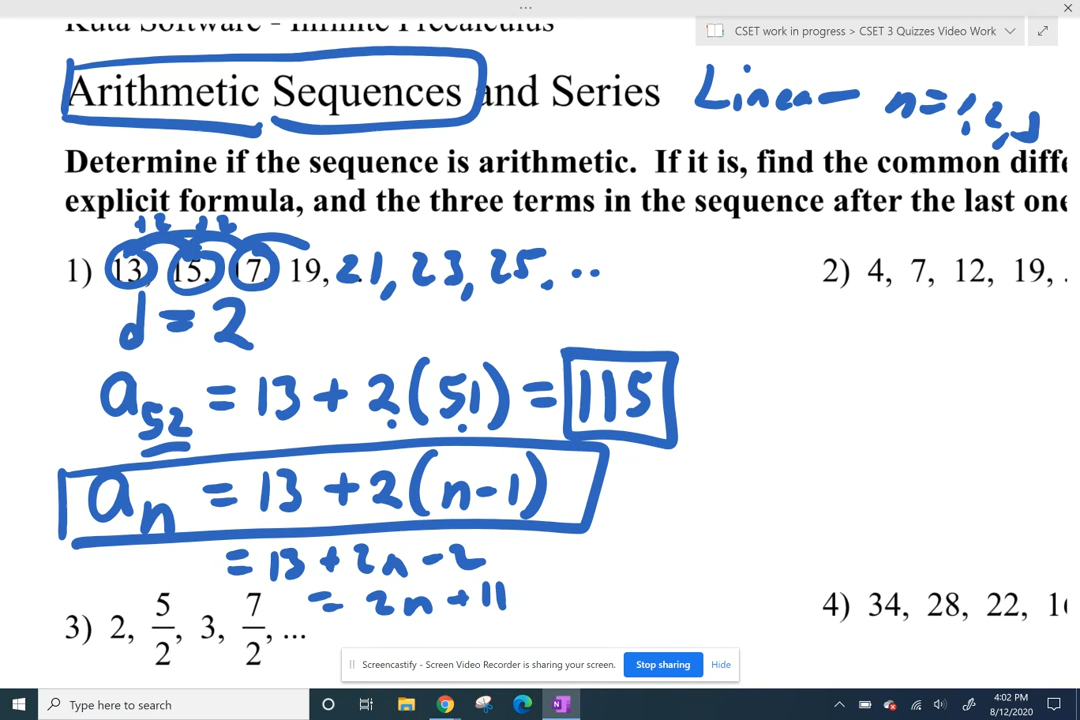 Kuta Software - Infinite Precalculus
CSET work in progress > CSET 3 Quizzes Video Work
Arithmetic Sequences and Series
Linear n=1,2,3
Determine if the sequence is arithmetic. If it is, find the common diffe
explicit formula, and the three terms in the sequence after the last one
+2 +2
1) 13, 15, 17, 19, 21, 23, 25, ..
2) 4, 7, 12, 19, .
d = 2
a52 = 13 + 2(51) = 115
an = 13 + 2(n-1)
= 13 + 2n - 2
= 2n + 11
3) 2, 5/2, 3, 7/2, ...
4) 34, 28, 22, 1
Screencastify - Screen Video Recorder is sharing your screen. Stop sharing Hide
Type here to search
4:02 PM
8/12/2020